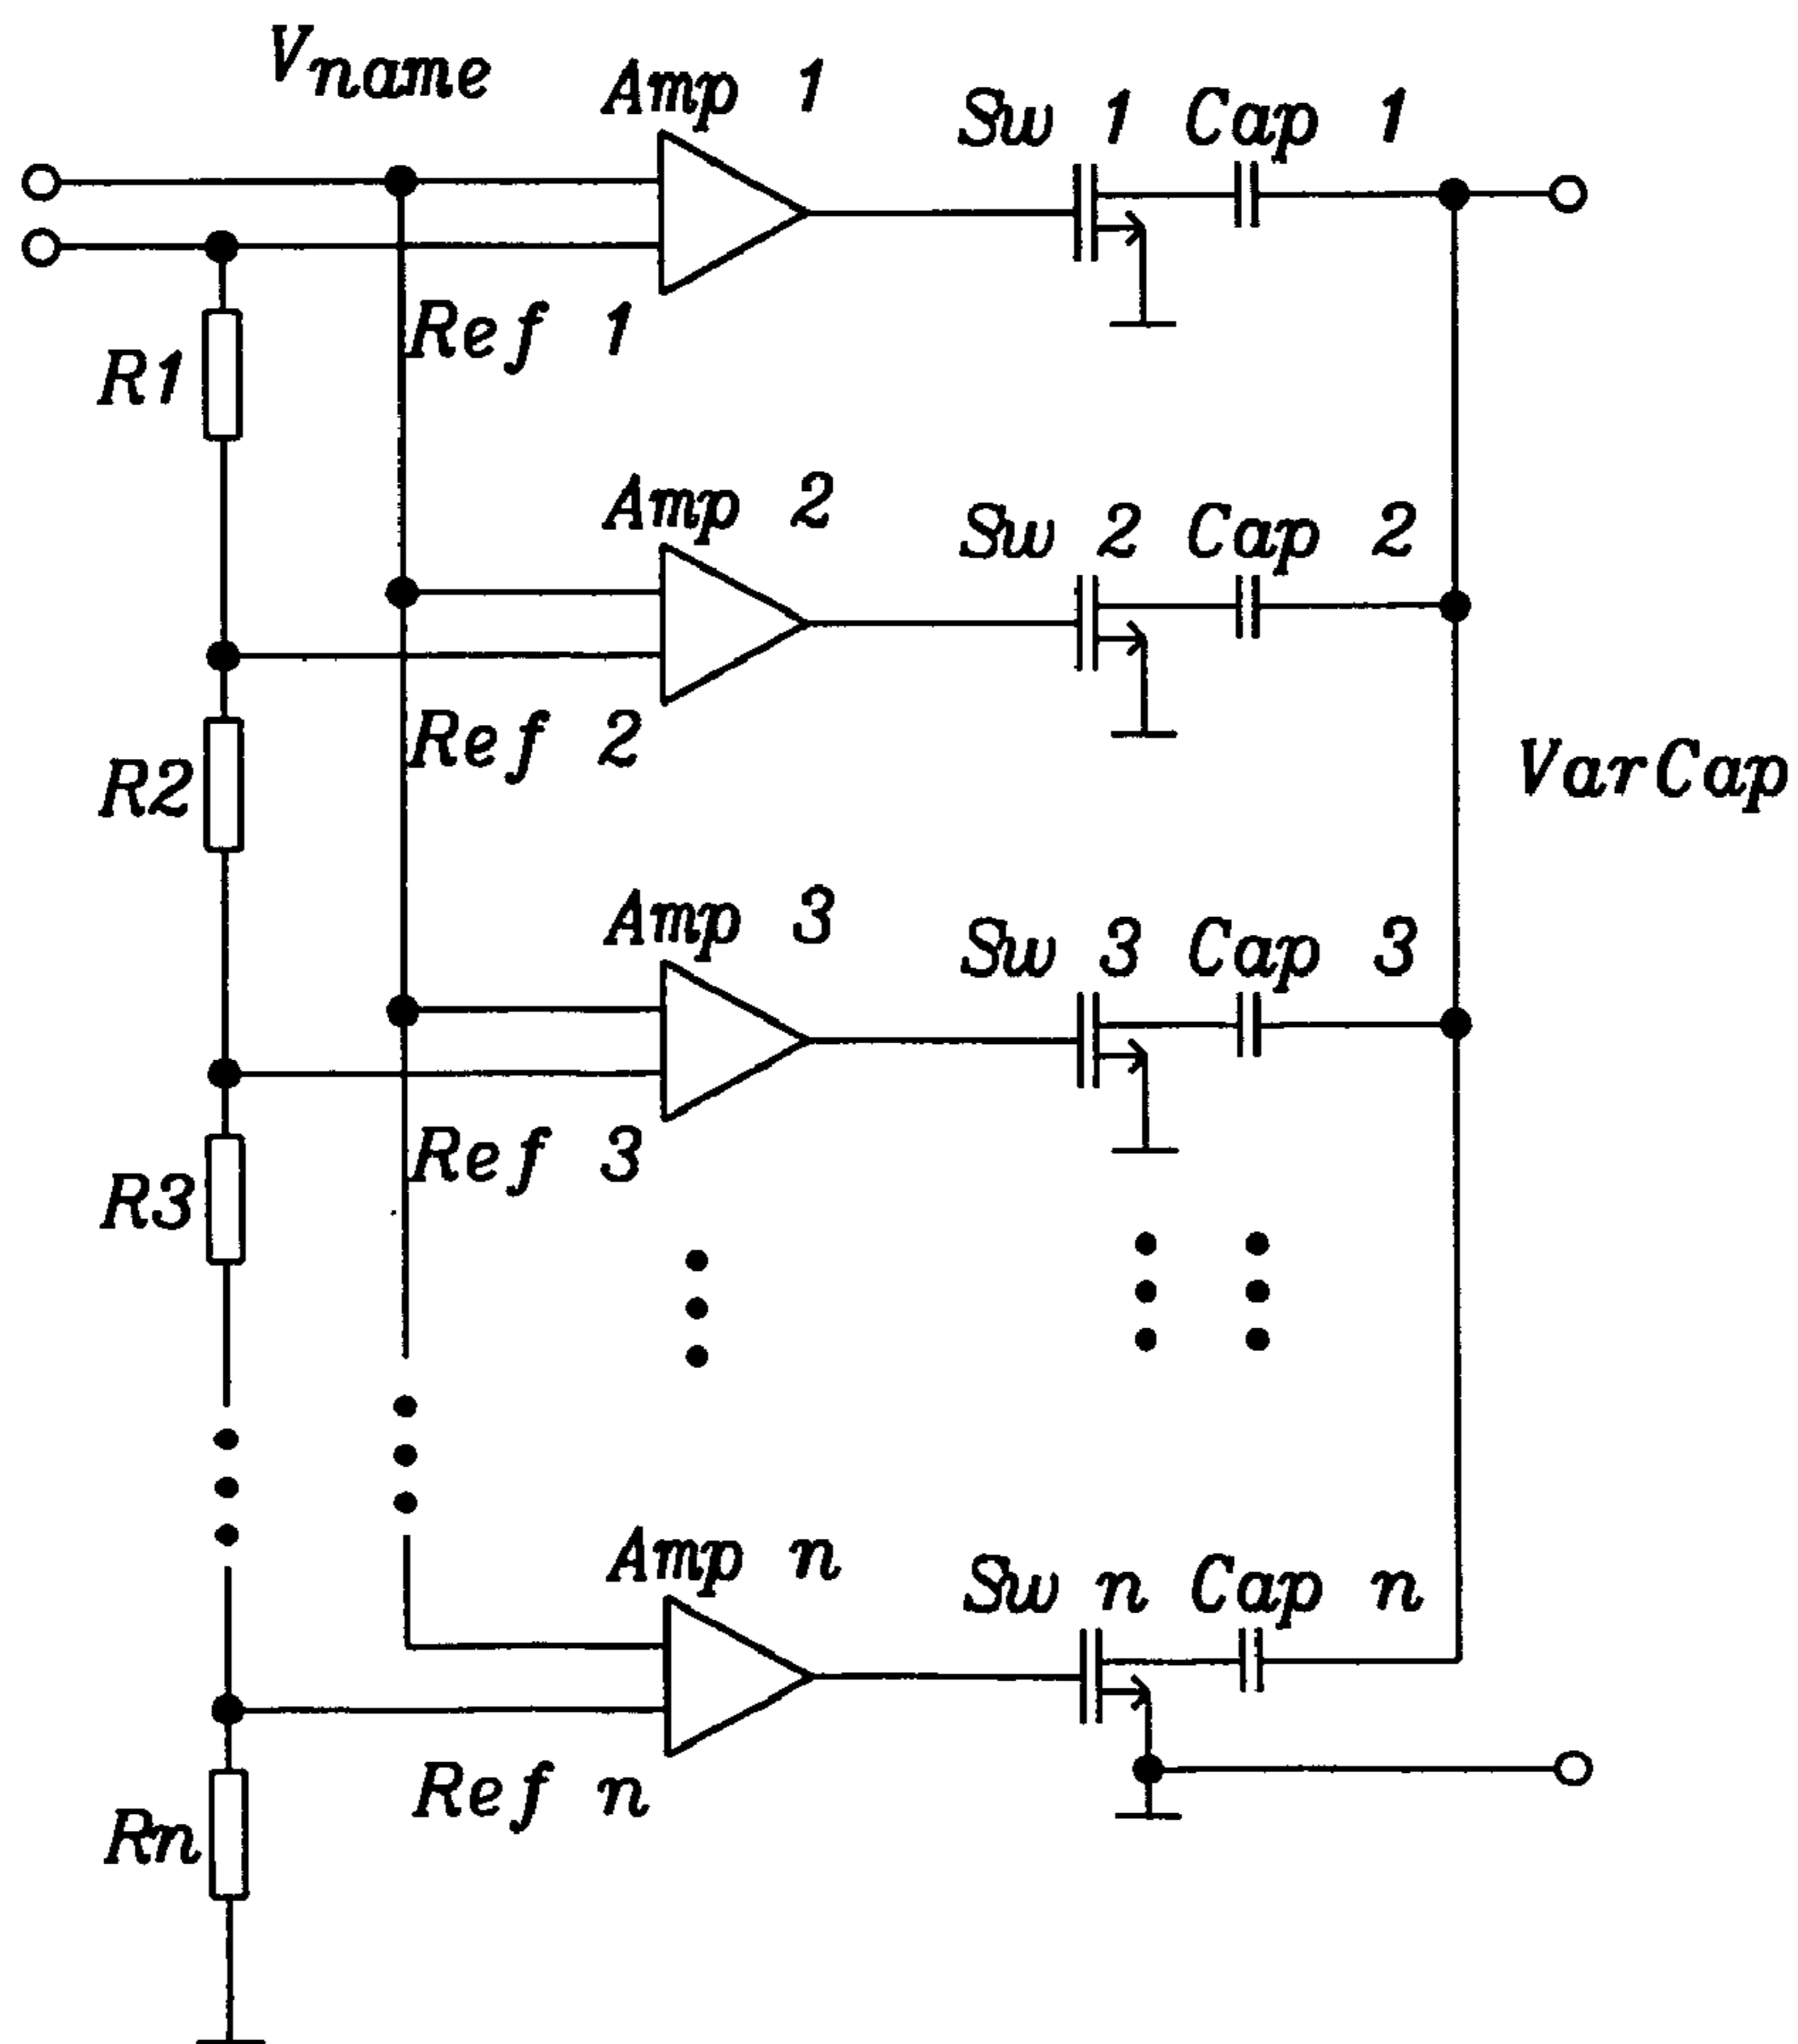 Vname
Amp 1
Sw 1
Cap 1
Ref 1
R1
Amp 2
Sw 2
Cap 2
Ref 2
R2
VarCap
Amp 3
Sw 3
Cap 3
Ref 3
R3
Amp n
Sw n
Cap n
Ref n
Rn